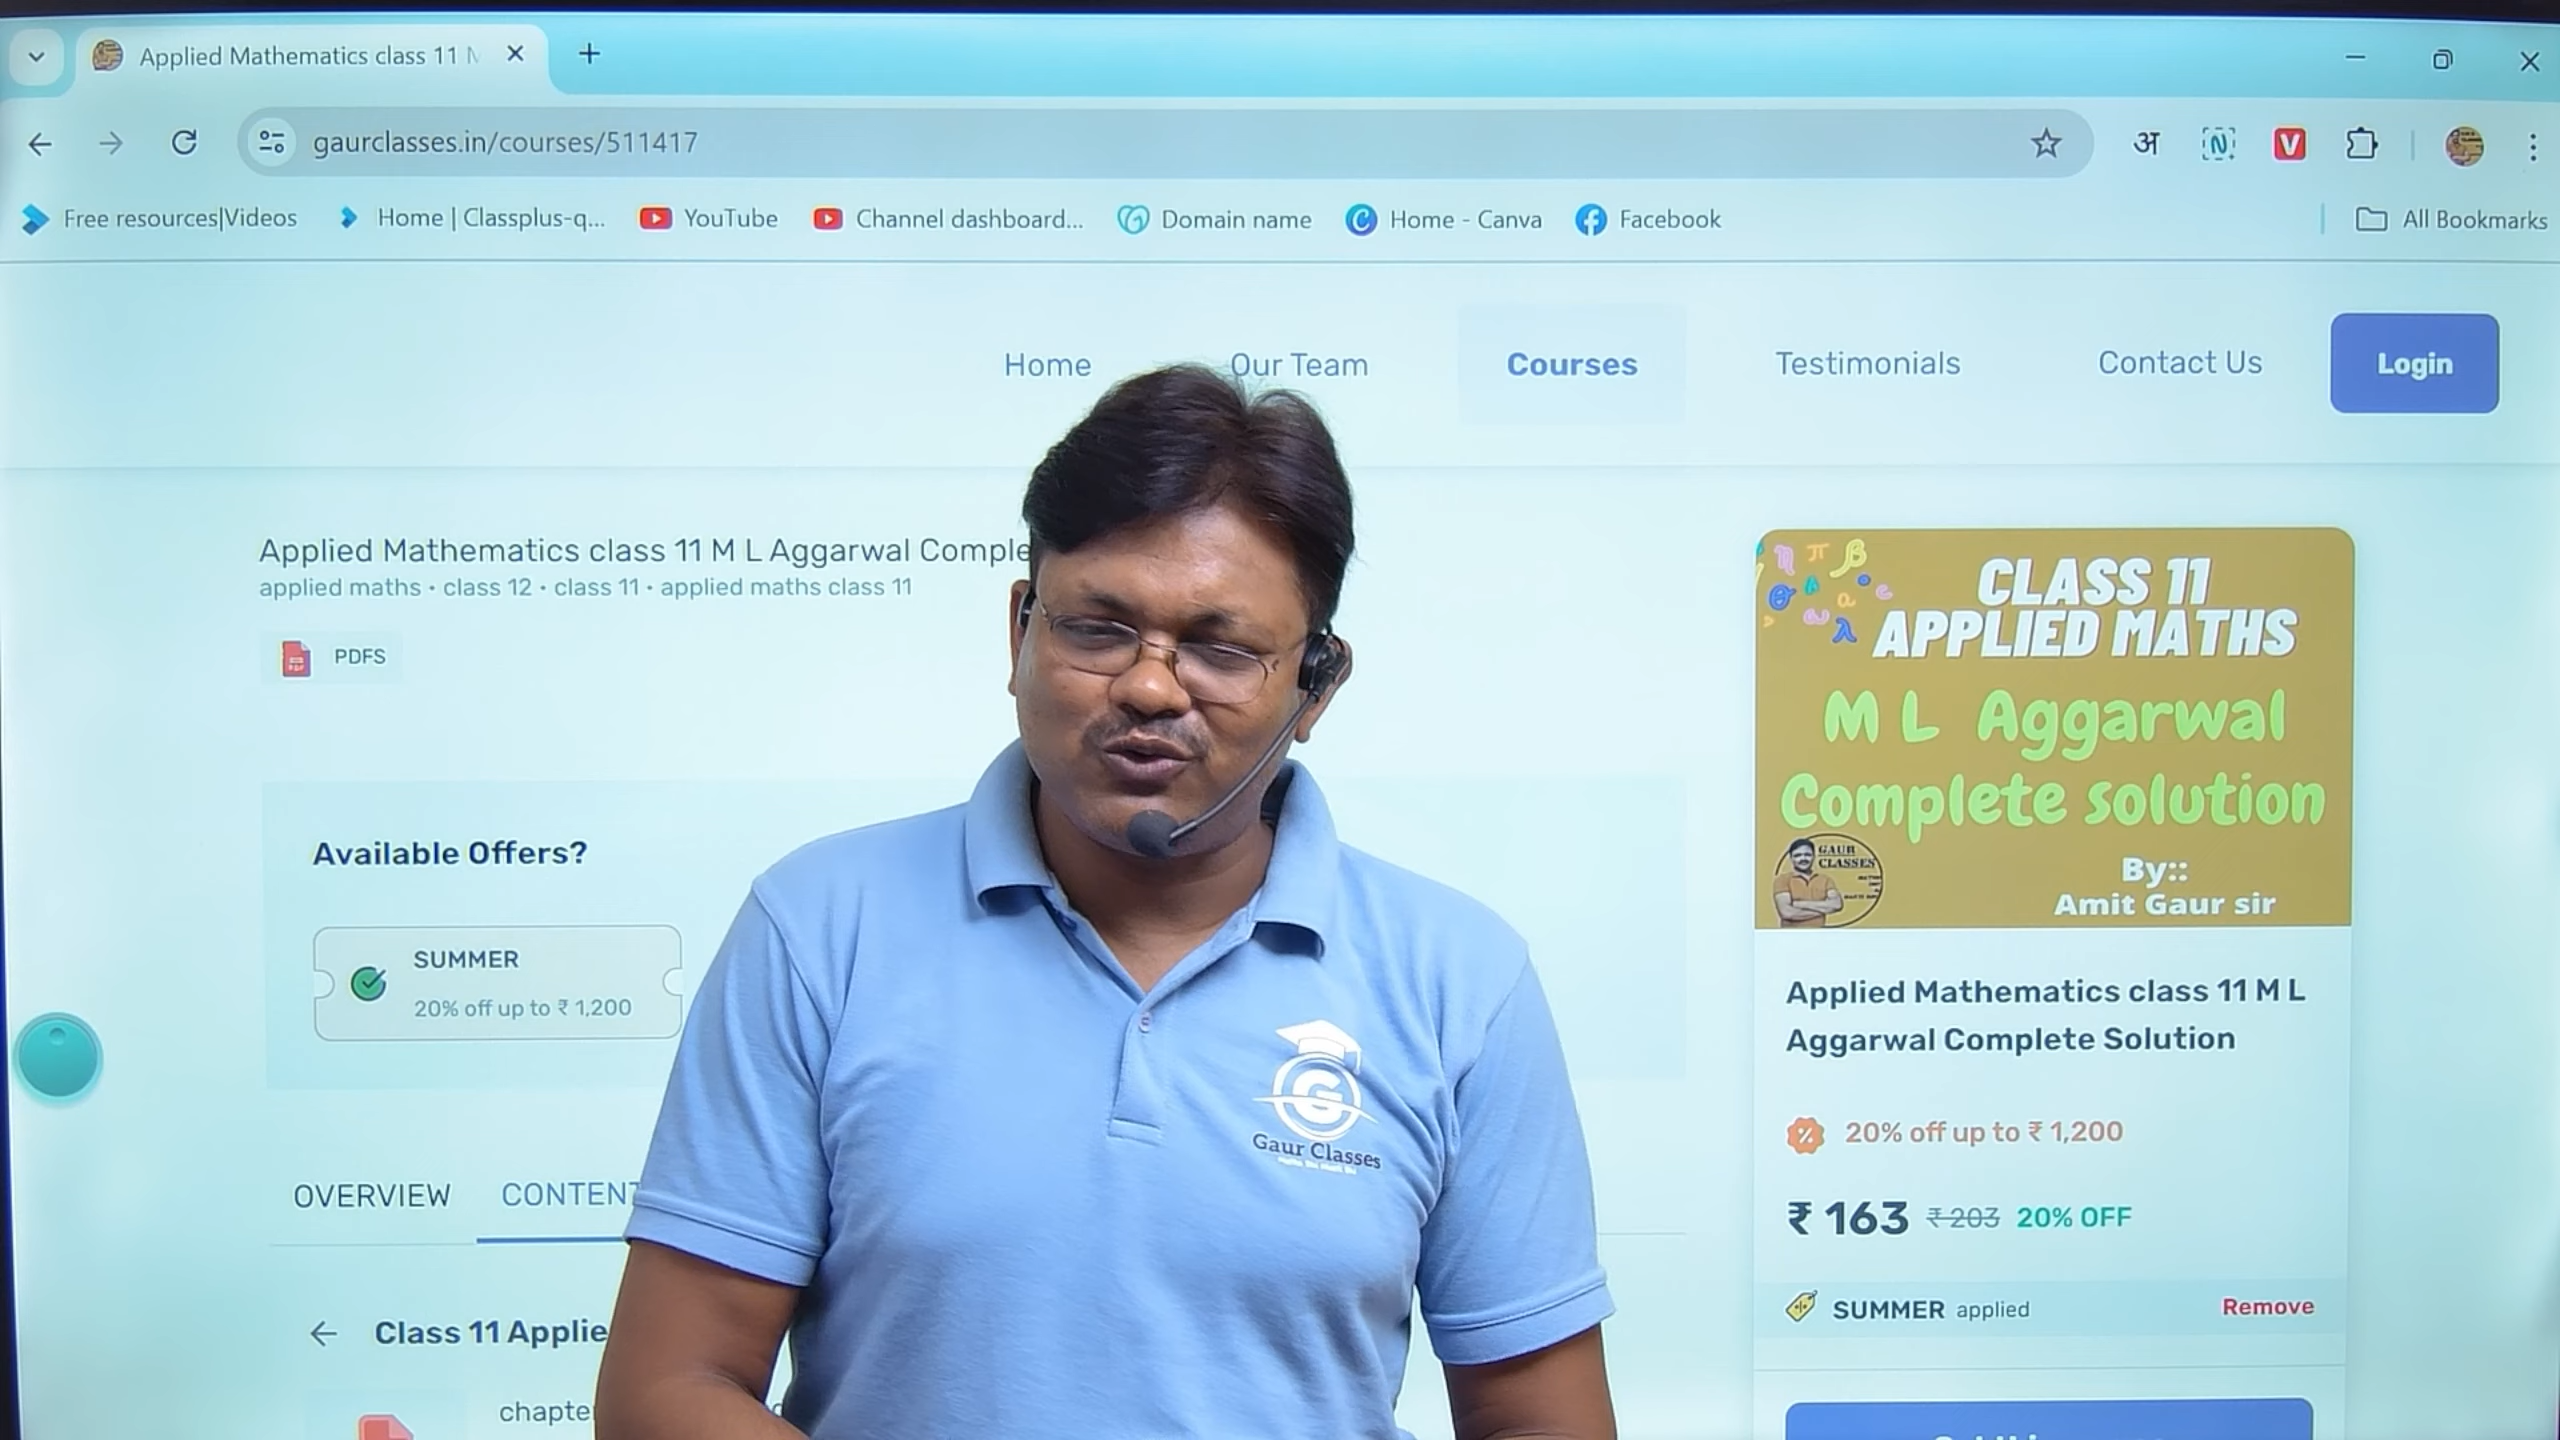 Applied Mathematics class 11 M
gaurclasses.in/courses/511417
अ
N
V
Free resources|Videos
Home | Classplus-q...
YouTube
Channel dashboard...
Domain name
Home - Canva
Facebook
All Bookmarks
Home
Our Team
Courses
Testimonials
Contact Us
Login
Applied Mathematics class 11 M L Aggarwal Comple
applied maths • class 12 • class 11 • applied maths class 11
PDFS
Available Offers?
SUMMER
20% off up to ₹ 1,200
OVERVIEW
CONTENT
Class 11 Applie
chapte
CLASS 11
APPLIED MATHS
M L Aggarwal
Complete solution
GAUR
CLASSES
By::
Amit Gaur sir
Applied Mathematics class 11 M L
Aggarwal Complete Solution
20% off up to ₹ 1,200
₹ 163 ₹ 203 20% OFF
SUMMER applied
Remove
G
Gaur Classes